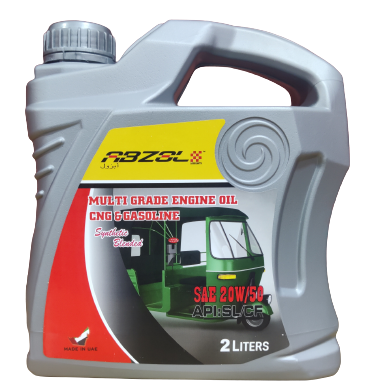 ABZOL
ابزول
MULTI GRADE ENGINE OIL
CNG & GASOLINE
Synthetic
Blended
SAE 20W/50
API:SL/CF
MADE IN UAE
2 LITERS